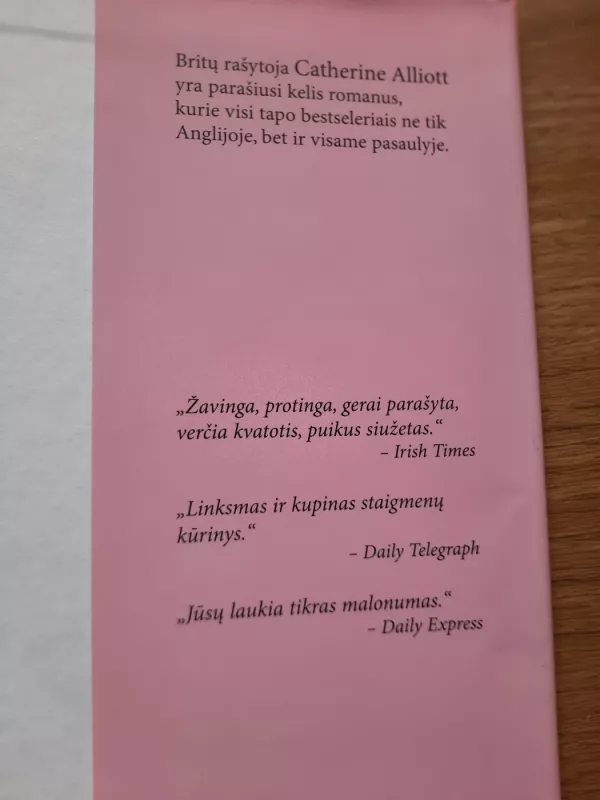 Britų rašytoja Catherine Alliott
yra parašiusi kelis romanus,
kurie visi tapo bestseleriais ne tik
Anglijoje, bet ir visame pasaulyje.
„Žavinga, protinga, gerai parašyta,
verčia kvatotis, puikus siužetas.“
– Irish Times
„Linksmas ir kupinas staigmenų
kūrinys.“
– Daily Telegraph
„Jūsų laukia tikras malonumas.“
– Daily Express